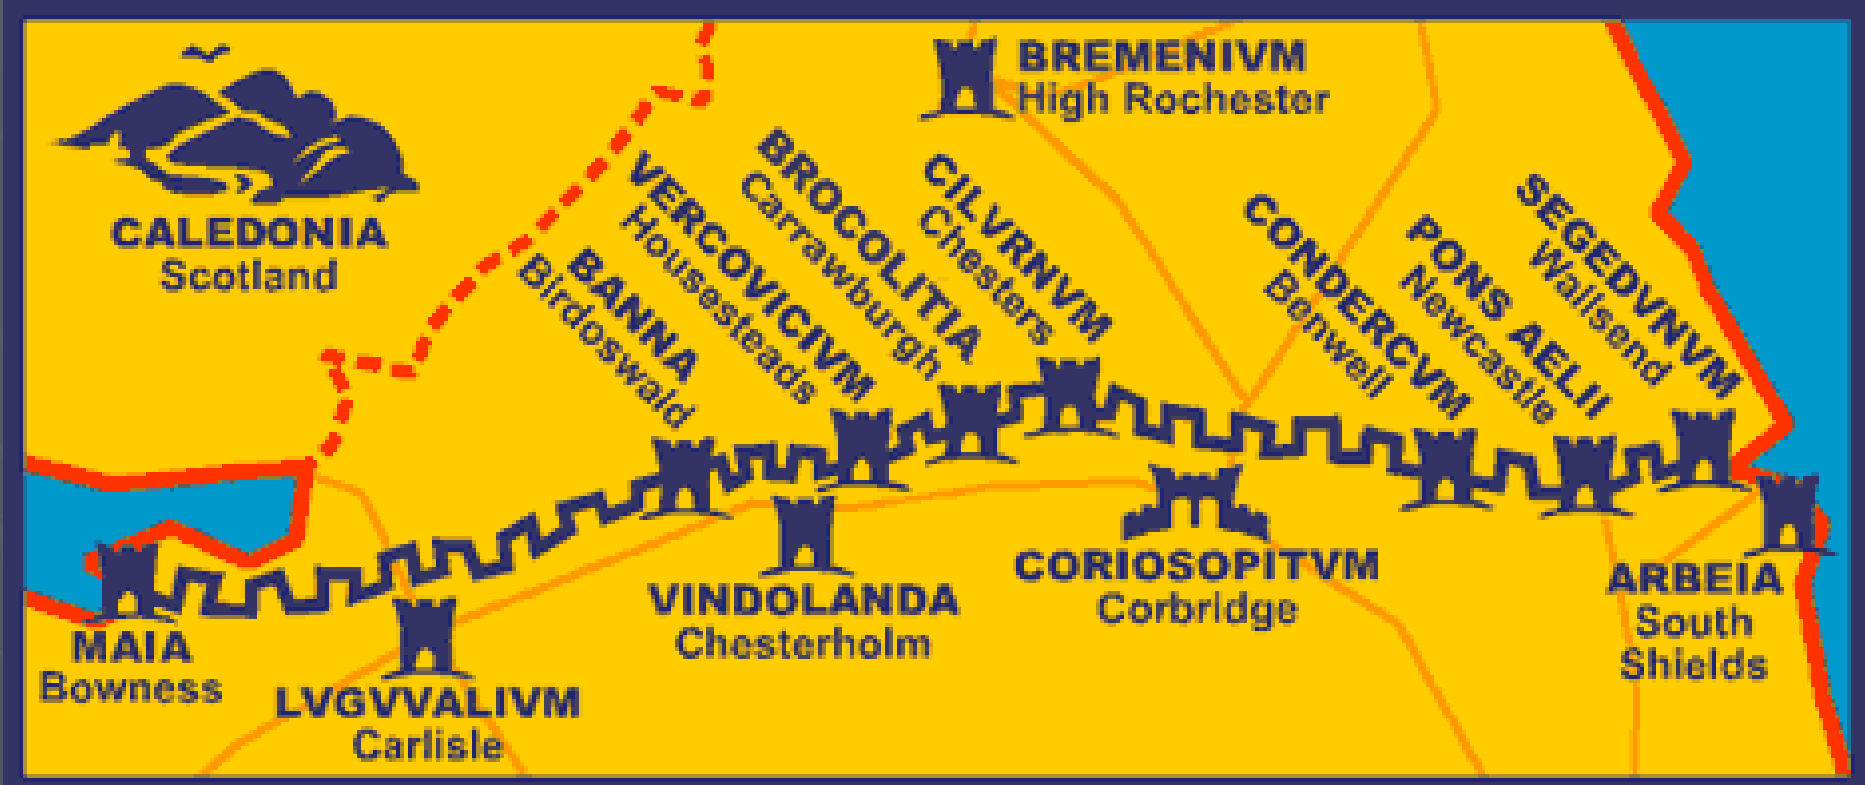 BREMENIVM
High Rochester
CALEDONIA
Scotland
BANNA
Birdoswald
VERCOVICIVM
Housesteads
BROCOLITIA
Carrawburgh
CILVRNVM
Chesters
CONDERCVM
Benwell
PONS AELII
Newcastle
SEGEDVNVM
Wallsend
MAIA
Bowness
LVGVVALIVM
Carlisle
VINDOLANDA
Chesterholm
CORIOSOPITVM
Corbridge
ARBEIA
South
Shields